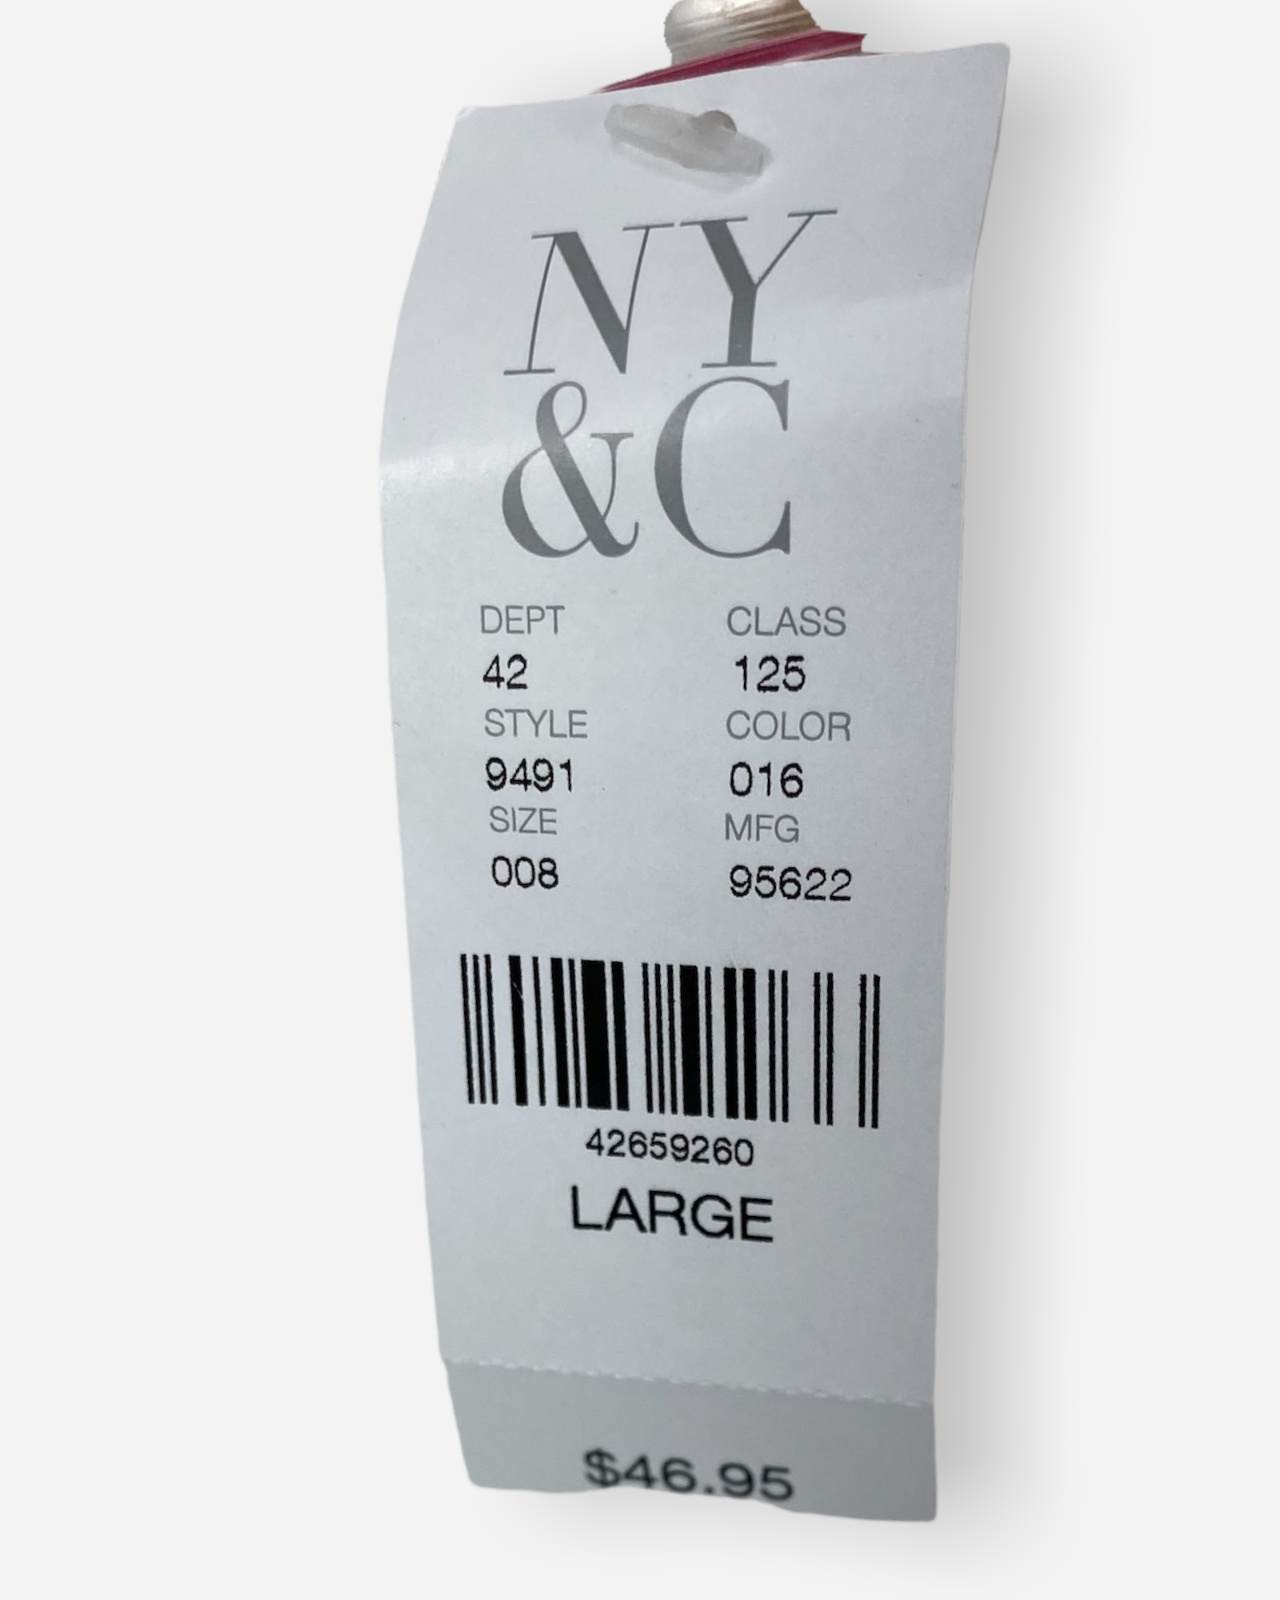 NY
&C
DEPT CLASS
42 125
STYLE COLOR
9491 016
SIZE MFG
008 95622
42659260
LARGE
$46.95